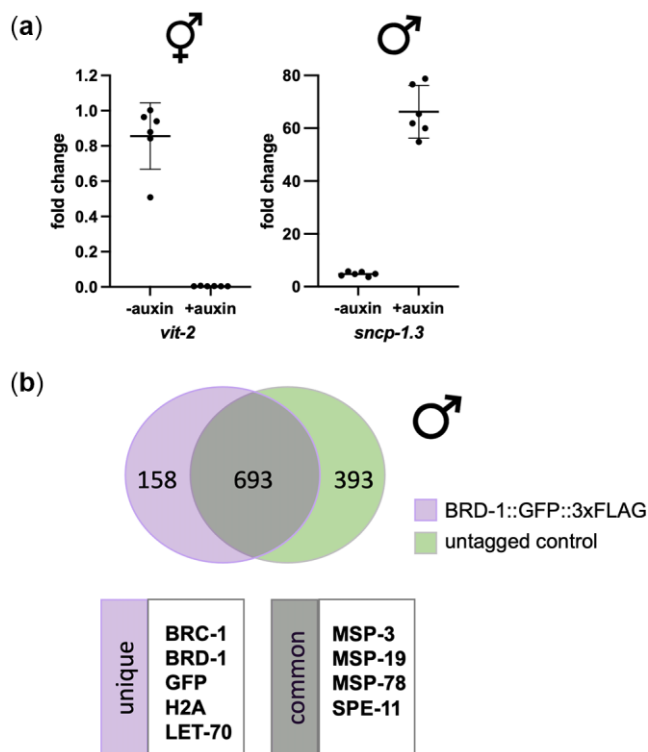 (a)
fold change
1.2
1.0
0.8
0.6
0.4
0.2
0.0
-auxin +auxin
vit-2
fold change
80
60
40
20
0
-auxin +auxin
sncp-1.3
(b)
158 693 393
BRD-1::GFP::3xFLAG
untagged control
unique
BRC-1
BRD-1
GFP
H2A
LET-70
common
MSP-3
MSP-19
MSP-78
SPE-11